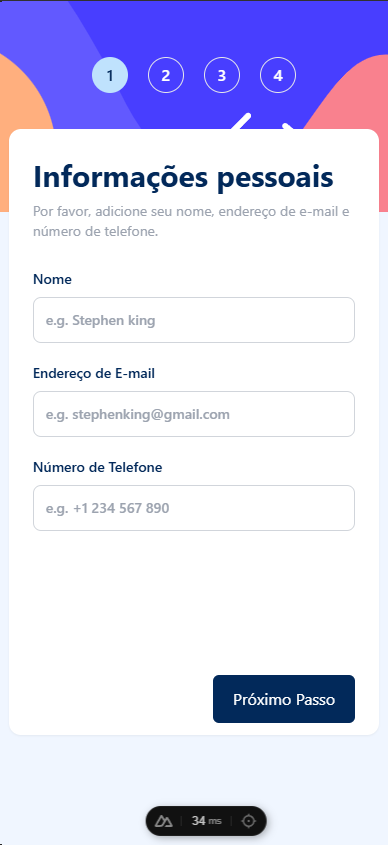 1 2 3 4
Informações pessoais
Por favor, adicione seu nome, endereço de e-mail e
número de telefone.
Nome
e.g. Stephen king
Endereço de E-mail
e.g. stephenking@gmail.com
Número de Telefone
e.g. +1 234 567 890
Próximo Passo
34 ms